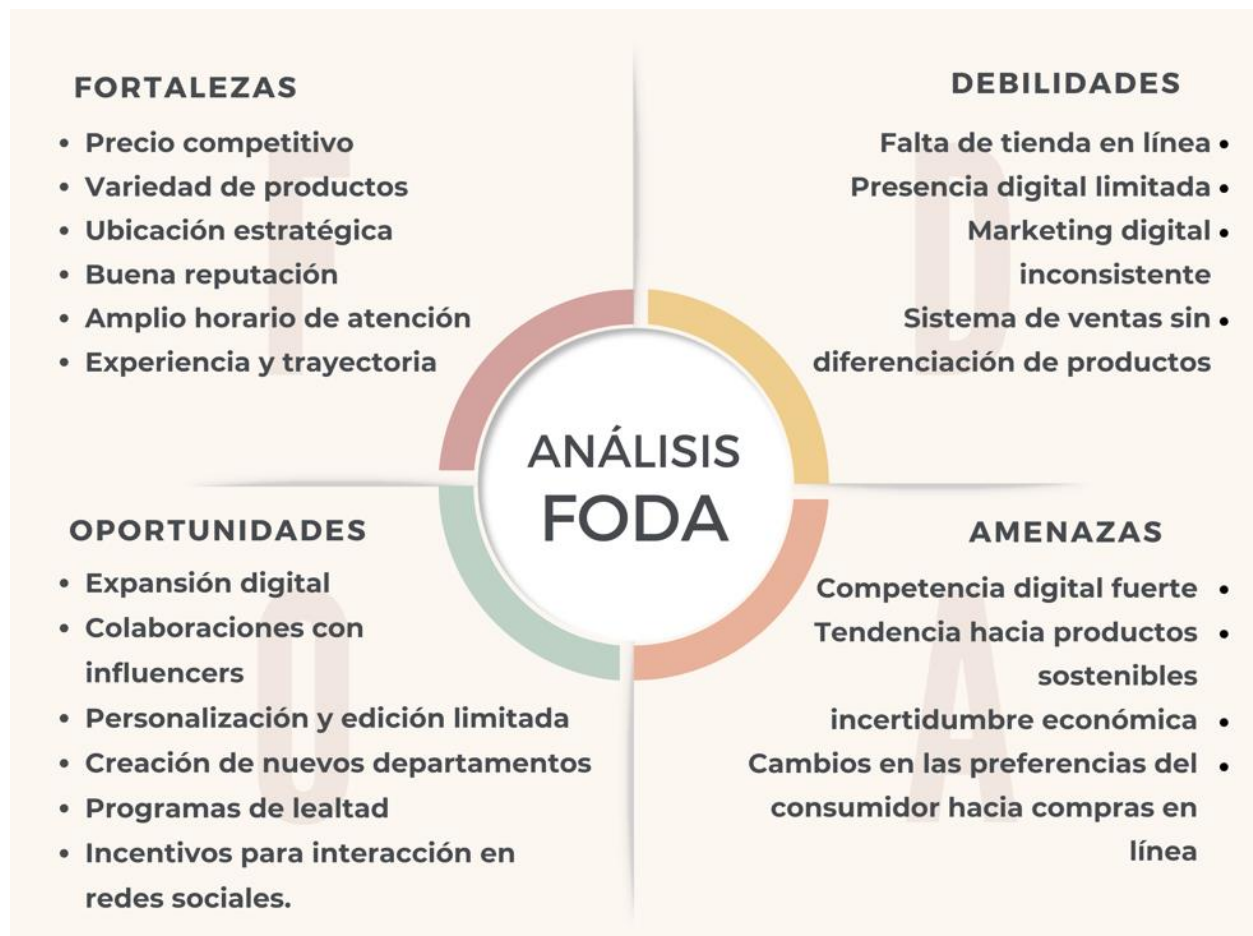 FORTALEZAS
• Precio competitivo
• Variedad de productos
• Ubicación estratégica
• Buena reputación
• Amplio horario de atención
• Experiencia y trayectoria
DEBILIDADES
Falta de tienda en línea •
Presencia digital limitada •
Marketing digital •
inconsistente
Sistema de ventas sin •
diferenciación de productos
ANÁLISIS
FODA
OPORTUNIDADES
• Expansión digital
• Colaboraciones con
influencers
• Personalización y edición limitada
• Creación de nuevos departamentos
• Programas de lealtad
• Incentivos para interacción en
redes sociales.
AMENAZAS
Competencia digital fuerte •
Tendencia hacia productos •
sostenibles
incertidumbre económica •
Cambios en las preferencias del •
consumidor hacia compras en
línea
F
D
O
A